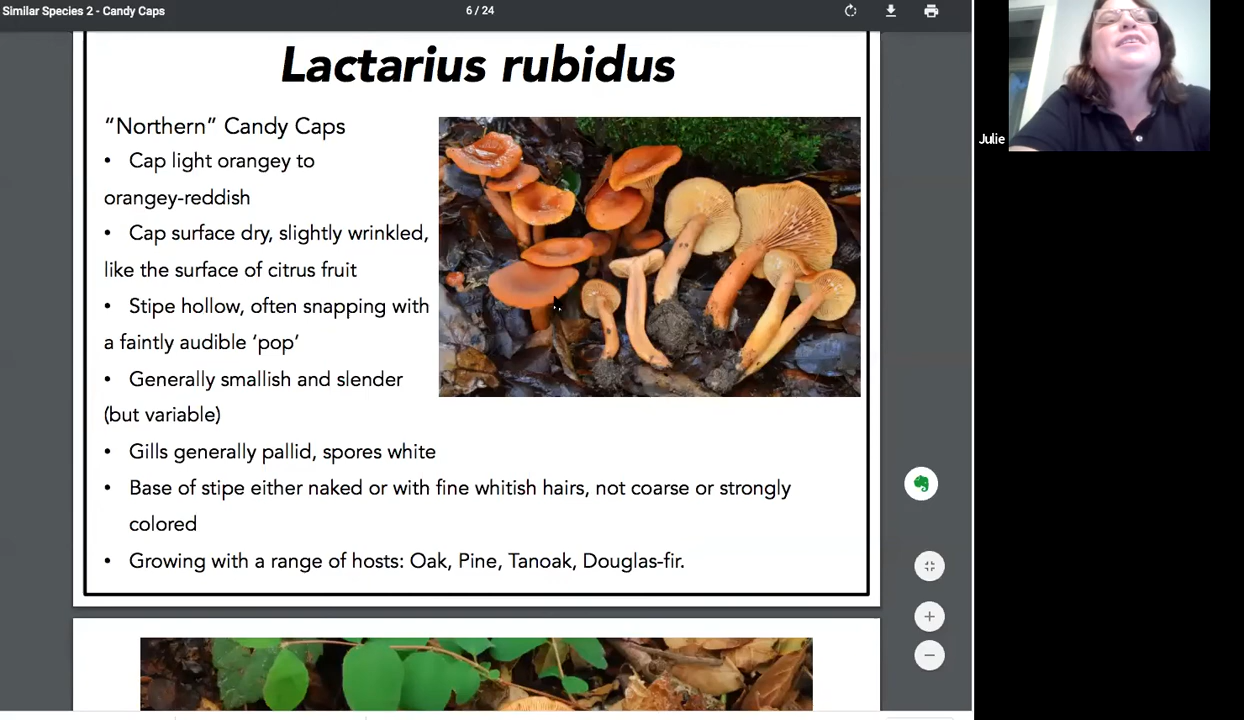 Similar Species 2 - Candy Caps
6 / 24
Lactarius rubidus
“Northern” Candy Caps
• Cap light orangey to
orangey-reddish
• Cap surface dry, slightly wrinkled,
like the surface of citrus fruit
• Stipe hollow, often snapping with
a faintly audible ‘pop’
• Generally smallish and slender
(but variable)
• Gills generally pallid, spores white
• Base of stipe either naked or with fine whitish hairs, not coarse or strongly
colored
• Growing with a range of hosts: Oak, Pine, Tanoak, Douglas-fir.
Julie